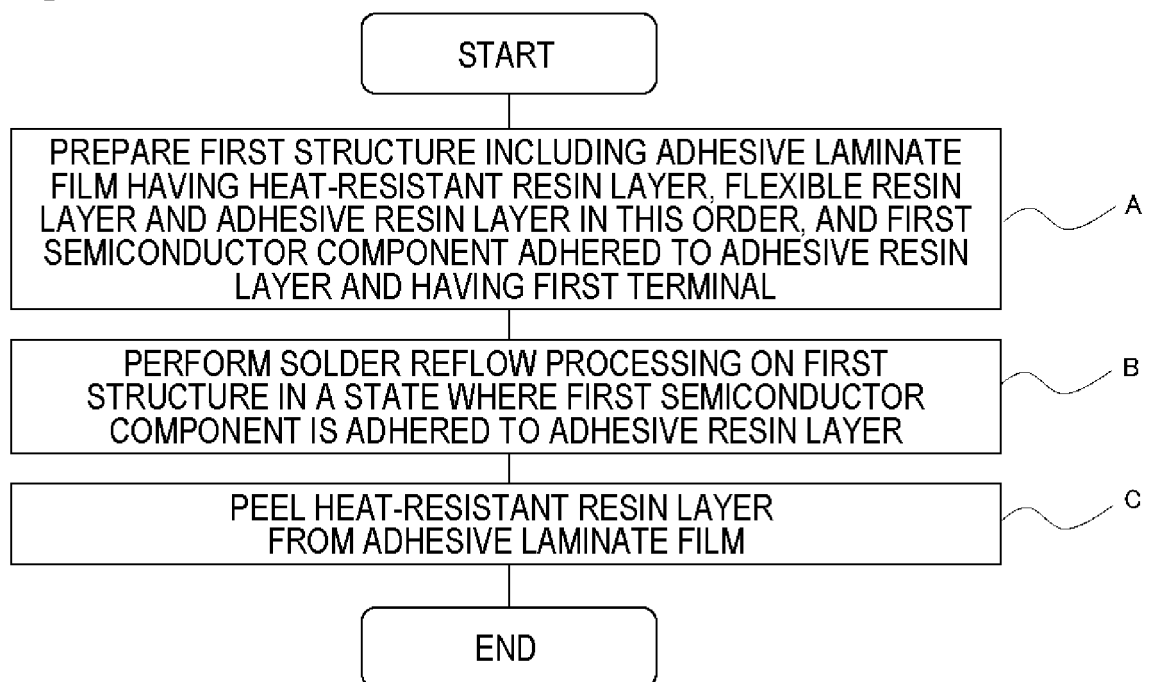 START
PREPARE FIRST STRUCTURE INCLUDING ADHESIVE LAMINATE
FILM HAVING HEAT-RESISTANT RESIN LAYER, FLEXIBLE RESIN
LAYER AND ADHESIVE RESIN LAYER IN THIS ORDER, AND FIRST
SEMICONDUCTOR COMPONENT ADHERED TO ADHESIVE RESIN
LAYER AND HAVING FIRST TERMINAL
A
PERFORM SOLDER REFLOW PROCESSING ON FIRST
STRUCTURE IN A STATE WHERE FIRST SEMICONDUCTOR
COMPONENT IS ADHERED TO ADHESIVE RESIN LAYER
B
PEEL HEAT-RESISTANT RESIN LAYER
FROM ADHESIVE LAMINATE FILM
C
END